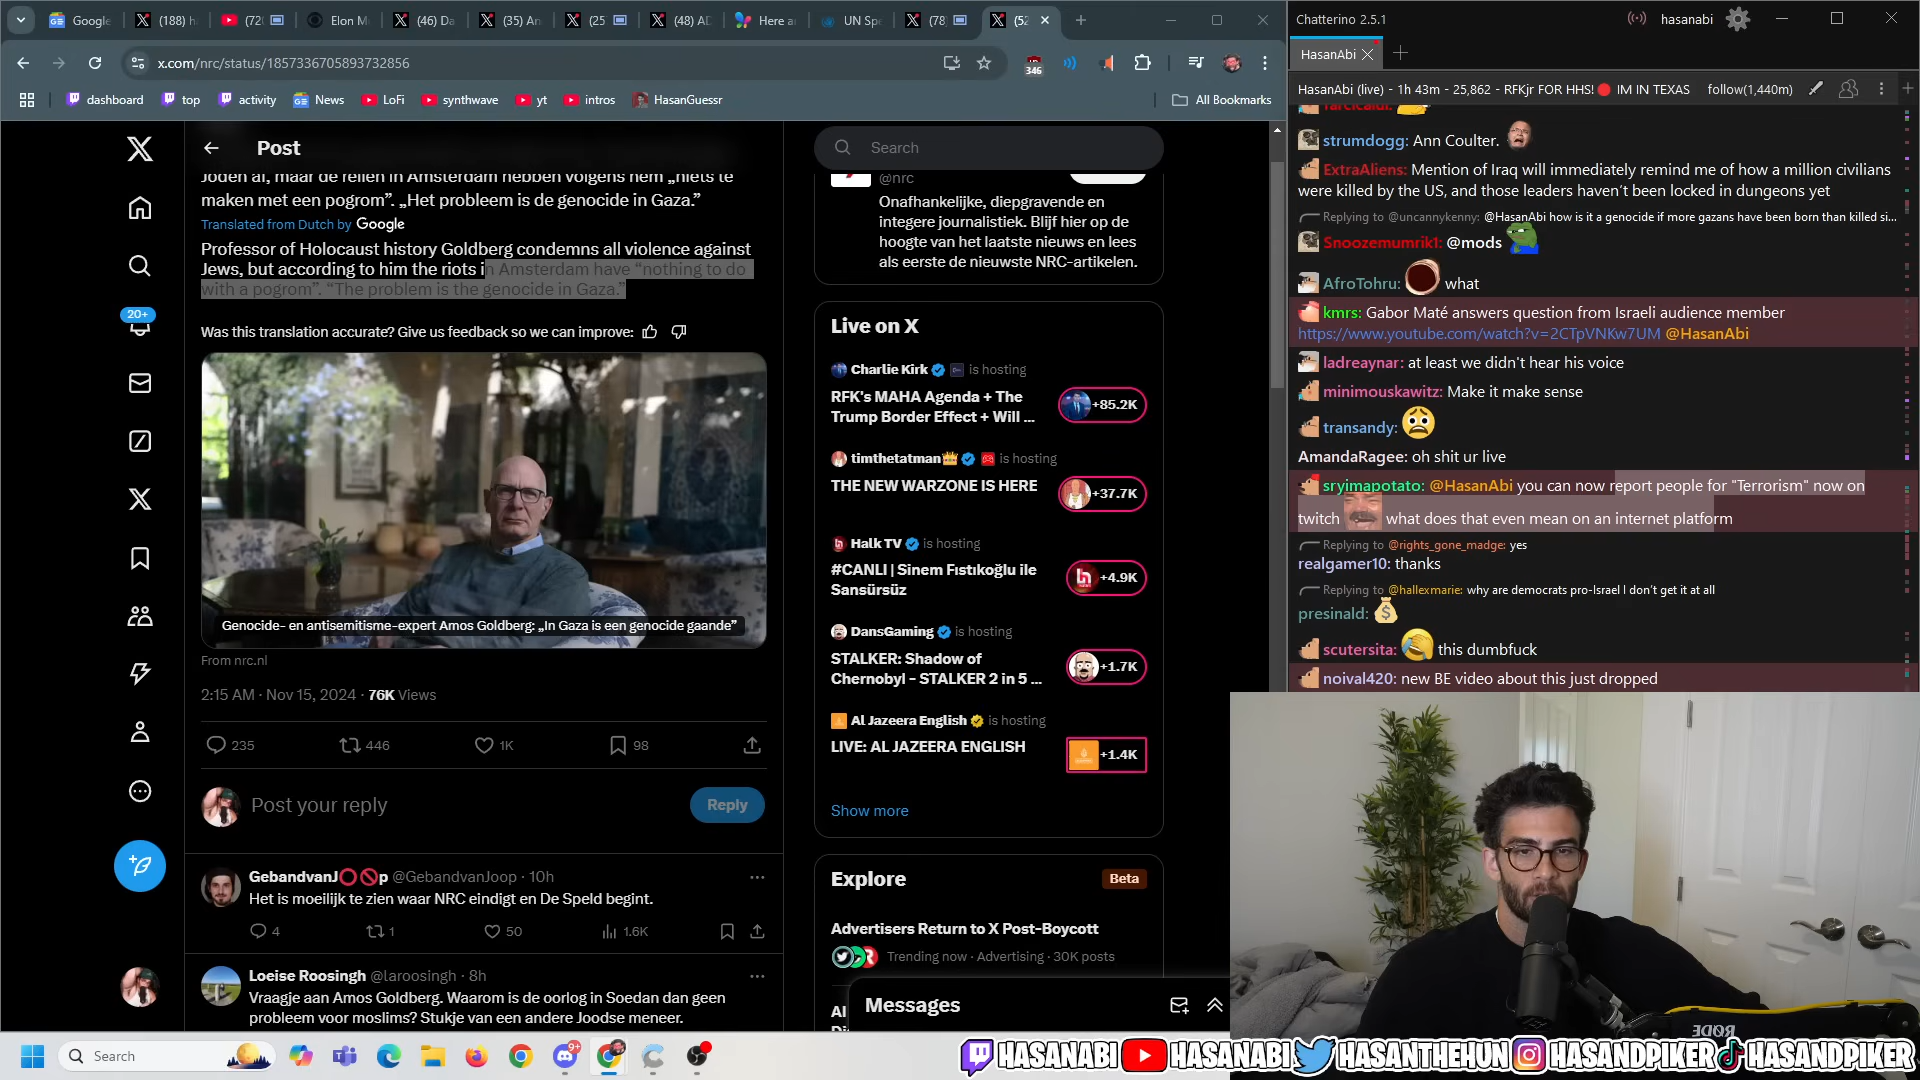 Google
(188) h
(720
Elon M
(46) Da
(35) An
(25
(48) AD
Here ar
UN Spe
(78)
(52
x.com/nrc/status/1857336705893732856
346
dashboard
top
activity
News
LoFi
synthwave
yt
intros
HasanGuessr
All Bookmarks
20+
Post
Joden af, maar de rellen in Amsterdam hebben volgens hem „niets te
maken met een pogrom”. „Het probleem is de genocide in Gaza.”
Translated from Dutch by Google
Professor of Holocaust history Goldberg condemns all violence against
Jews, but according to him the riots in Amsterdam have “nothing to do
with a pogrom”. “The problem is the genocide in Gaza.”
Was this translation accurate? Give us feedback so we can improve:
Genocide- en antisemitisme-expert Amos Goldberg: „In Gaza is een genocide gaande”
From nrc.nl
2:15 AM · Nov 15, 2024 · 76K Views
235
446
1K
98
Post your reply
Reply
GebandvanJ⭕🚫p @GebandvanJoop · 10h
Het is moeilijk te zien waar NRC eindigt en De Speld begint.
4
1
50
1.6K
Loeise Roosingh @laroosingh · 8h
Vraagje aan Amos Goldberg. Waarom is de oorlog in Soedan dan geen
probleem voor moslims? Stukje van een andere Joodse meneer.
Search
@nrc
Onafhankelijke, diepgravende en
integere journalistiek. Blijf hier op de
hoogte van het laatste nieuws en lees
als eerste de nieuwste NRC-artikelen.
Live on X
Charlie Kirk is hosting
RFK's MAHA Agenda + The
Trump Border Effect + Will ...
+85.2K
timthetatman👑 is hosting
THE NEW WARZONE IS HERE
+37.7K
Halk TV is hosting
#CANLI | Sinem Fıstıkoğlu ile
Sansürsüz
+4.9K
DansGaming is hosting
STALKER: Shadow of
Chernobyl - STALKER 2 in 5 ...
+1.7K
Al Jazeera English is hosting
LIVE: AL JAZEERA ENGLISH
+1.4K
Show more
Explore
Beta
Advertisers Return to X Post-Boycott
Trending now · Advertising · 30K posts
Messages
Chatterino 2.5.1
hasanabi
HasanAbi
HasanAbi (live) - 1h 43m - 25,862 - RFKjr FOR HHS!🔴 IM IN TEXAS
follow(1,440m)
strumdogg: Ann Coulter.
ExtraAliens: Mention of Iraq will immediately remind me of how a million civilians
were killed by the US, and those leaders haven't been locked in dungeons yet
Replying to @uncannykenny: @HasanAbi how is it a genocide if more gazans have been born than killed si...
Snoozemumrik1: @mods
AfroTohru: what
kmrs: Gabor Maté answers question from Israeli audience member
https://www.youtube.com/watch?v=2CTpVNKw7UM @HasanAbi
ladreaynar: at least we didn't hear his voice
minimouskawitz: Make it make sense
transandy: 😩
AmandaRagee: oh shit ur live
sryimapotato: @HasanAbi you can now report people for "Terrorism" now on
twitch what does that even mean on an internet platform
Replying to @rights_gone_madge: yes
realgamer10: thanks
Replying to @hallexmarie: why are democrats pro-Israel I don't get it at all
presinald: 💰
scutersita: 😂 this dumbfuck
noival420: new BE video about this just dropped
RODE
Search
9+
HASANABI HASANABI HASANTHEHUN HASANDPIKER HASANDPIKER